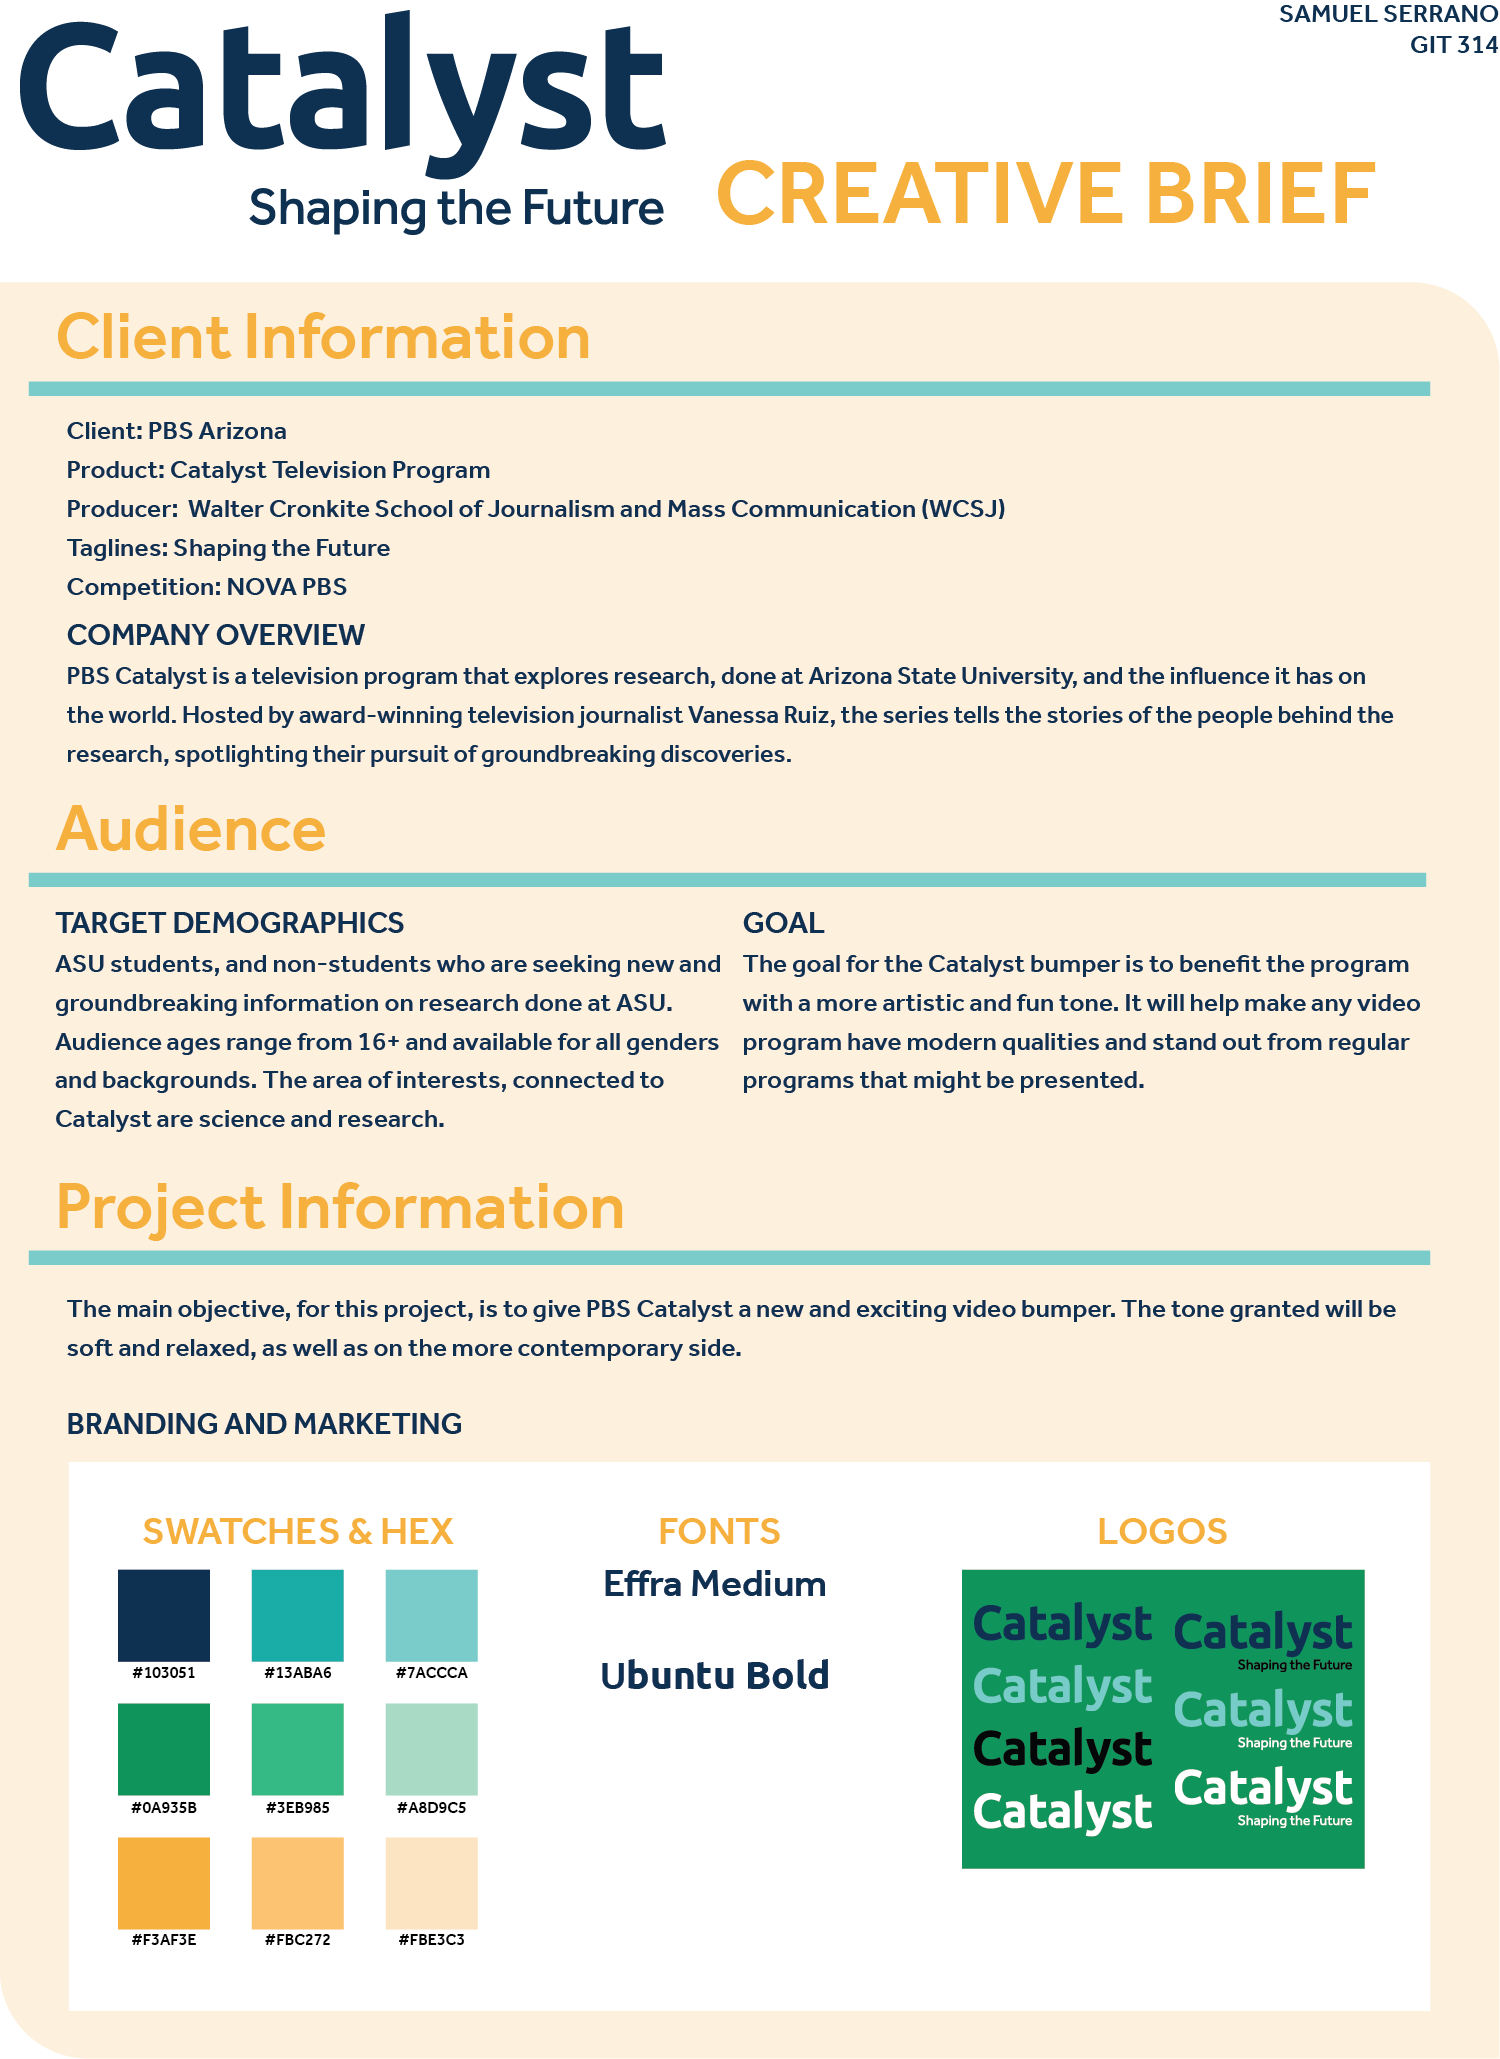 SAMUEL SERRANO
GIT 314
Catalyst
Shaping the Future
CREATIVE BRIEF
Client Information
Client: PBS Arizona
Product: Catalyst Television Program
Producer:  Walter Cronkite School of Journalism and Mass Communication (WCSJ)
Taglines: Shaping the Future
Competition: NOVA PBS
COMPANY OVERVIEW
PBS Catalyst is a television program that explores research, done at Arizona State University, and the influence it has on
the world. Hosted by award-winning television journalist Vanessa Ruiz, the series tells the stories of the people behind the
research, spotlighting their pursuit of groundbreaking discoveries.
Audience
TARGET DEMOGRAPHICS
ASU students, and non-students who are seeking new and
groundbreaking information on research done at ASU.
Audience ages range from 16+ and available for all genders
and backgrounds. The area of interests, connected to
Catalyst are science and research.
GOAL
The goal for the Catalyst bumper is to benefit the program
with a more artistic and fun tone. It will help make any video
program have modern qualities and stand out from regular
programs that might be presented.
Project Information
The main objective, for this project, is to give PBS Catalyst a new and exciting video bumper. The tone granted will be
soft and relaxed, as well as on the more contemporary side.
BRANDING AND MARKETING
SWATCHES & HEX
#103051
#13ABA6
#7ACCCA
#0A935B
#3EB985
#A8D9C5
#F3AF3E
#FBC272
#FBE3C3
FONTS
Effra Medium
Ubuntu Bold
LOGOS
Catalyst
Catalyst
Catalyst
Catalyst
Catalyst
Shaping the Future
Catalyst
Shaping the Future
Catalyst
Shaping the Future